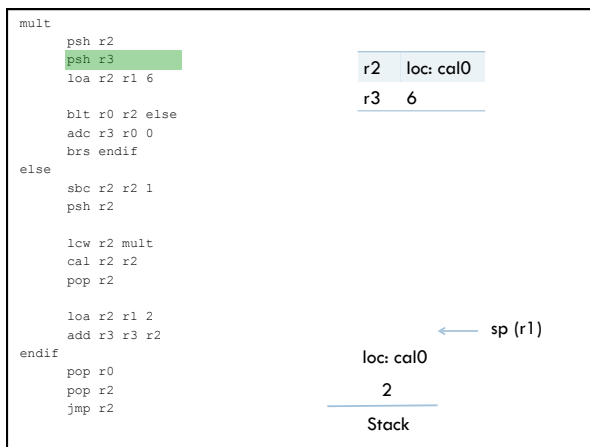 mult
psh r2
psh r3
loa r2 r1 6
blt r0 r2 else
adc r3 r0 0
brs endif
else
sbc r2 r2 1
psh r2
lcw r2 mult
cal r2 r2
pop r2
loa r2 r1 2
add r3 r3 r2
endif
pop r0
pop r2
jmp r2
r2 loc: cal0
r3 6
sp (r1)
loc: cal0
2
Stack